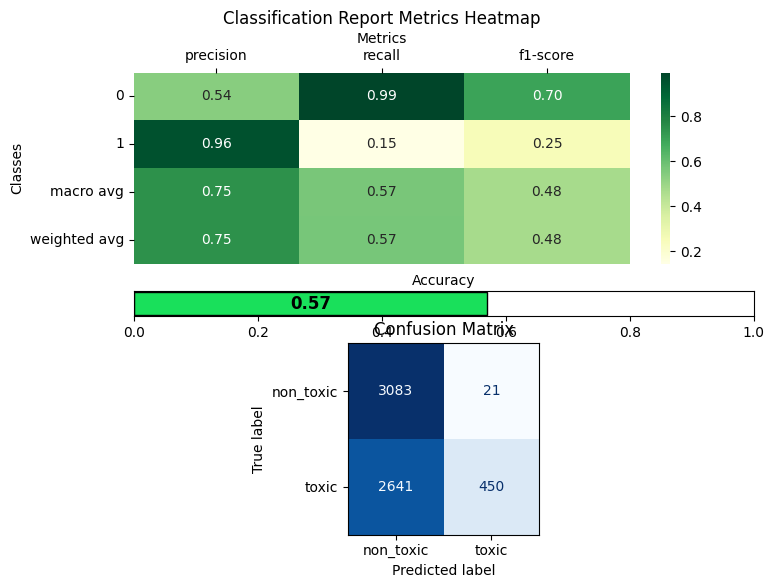 Classification Report Metrics Heatmap
Metrics
precision recall f1-score
0 0.54 0.99 0.70
1 0.96 0.15 0.25
macro avg 0.75 0.57 0.48
weighted avg 0.75 0.57 0.48
Classes
0.8
0.6
0.4
0.2
Accuracy
0.57
0.0 0.2 0.4 0.6 0.8 1.0
Confusion Matrix
non_toxic 3083 21
toxic 2641 450
True label
non_toxic toxic
Predicted label